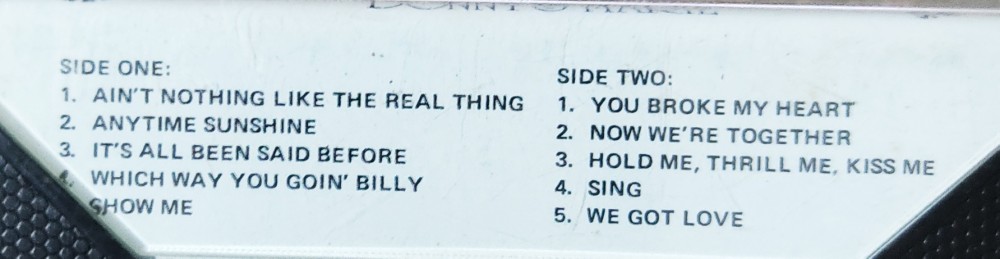 SIDE ONE:
1. AIN'T NOTHING LIKE THE REAL THING
2. ANYTIME SUNSHINE
3. IT'S ALL BEEN SAID BEFORE
4. WHICH WAY YOU GOIN' BILLY
SHOW ME
SIDE TWO:
1. YOU BROKE MY HEART
2. NOW WE'RE TOGETHER
3. HOLD ME, THRILL ME, KISS ME
4. SING
5. WE GOT LOVE